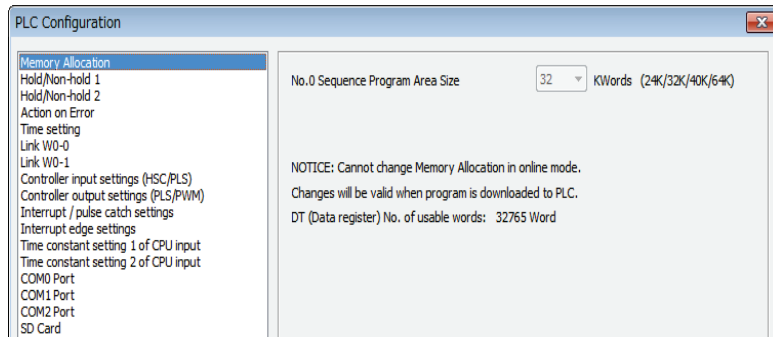 PLC Configuration
Memory Allocation
Hold/Non-hold 1
Hold/Non-hold 2
Action on Error
Time setting
Link W0-0
Link W0-1
Controller input settings (HSC/PLS)
Controller output settings (PLS/PWM)
Interrupt / pulse catch settings
Interrupt edge settings
Time constant setting 1 of CPU input
Time constant setting 2 of CPU input
COM0 Port
COM1 Port
COM2 Port
SD Card
No.0 Sequence Program Area Size 32 KWords (24K/32K/40K/64K)
NOTICE: Cannot change Memory Allocation in online mode.
Changes will be valid when program is downloaded to PLC.
DT (Data register) No. of usable words: 32765 Word